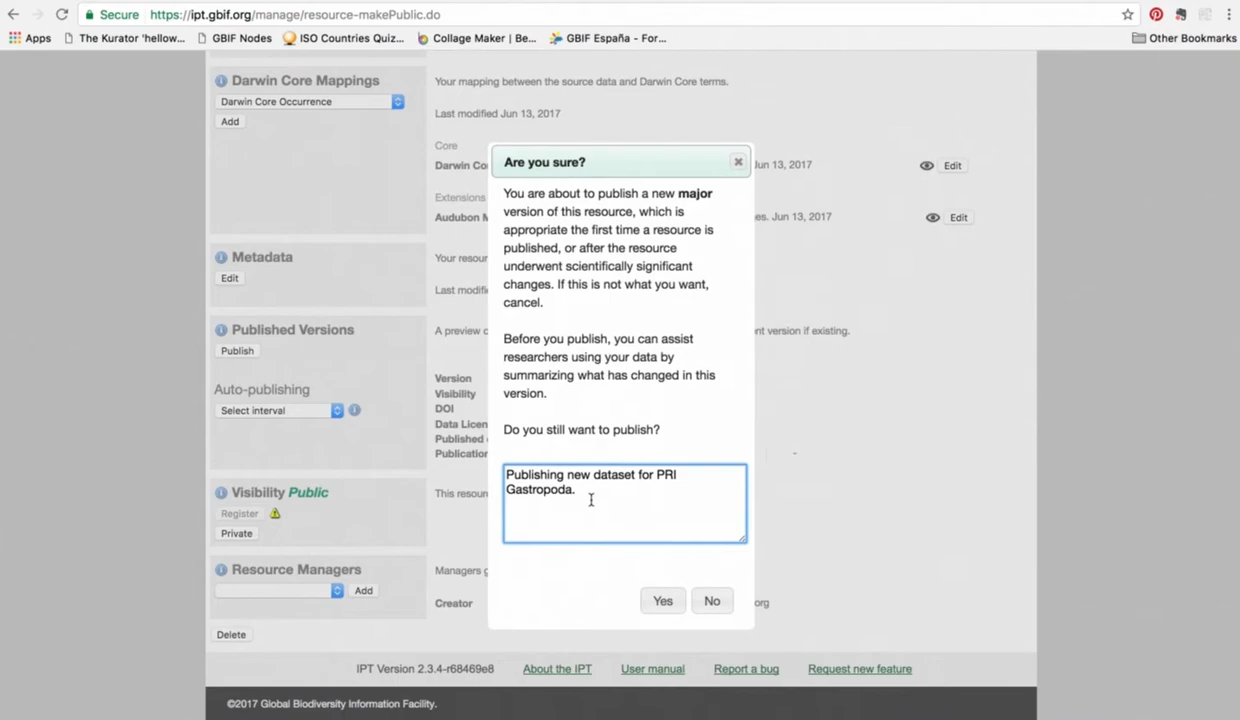 Secure https://ipt.gbif.org/manage/resource-makePublic.do
Apps The Kurator 'hellow... GBIF Nodes ISO Countries Quiz... Collage Maker | Be... GBIF España - For... Other Bookmarks
Darwin Core Mappings
Darwin Core Occurrence
Add
Your mapping between the source data and Darwin Core terms.
Last modified Jun 13, 2017
Core
Darwin Co Jun 13, 2017 Edit
Extensions
Audubon M es. Jun 13, 2017 Edit
Metadata
Edit
Your resour
Last modifi
Published Versions
Publish
A preview c nt version if existing.
Auto-publishing
Select interval
Version
Visibility
DOI
Data Licen
Published
Publication -
Visibility Public
Register
Private
This resour
Resource Managers
Add
Managers
Creator org
Delete
Are you sure?
You are about to publish a new major
version of this resource, which is
appropriate the first time a resource is
published, or after the resource
underwent scientifically significant
changes. If this is not what you want,
cancel.
Before you publish, you can assist
researchers using your data by
summarizing what has changed in this
version.
Do you still want to publish?
Publishing new dataset for PRI
Gastropoda.
Yes No
IPT Version 2.3.4-r68469e8 About the IPT User manual Report a bug Request new feature
©2017 Global Biodiversity Information Facility.